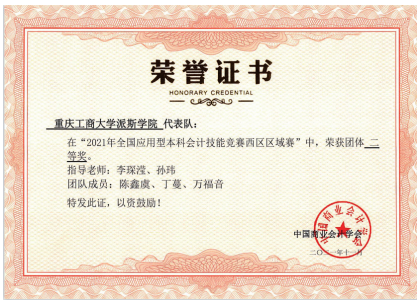 荣誉证书
HONORARY CREDENTIAL
重庆工商大学派斯学院 代表队：
在“2021年全国应用型本科会计技能竞赛西区区域赛”中，荣获团体 二
等奖。
指导老师：李琛滢、孙玮
团队成员：陈鑫虞、丁蔓、万福音
特发此证，以资鼓励！
中国商业会计学会
二〇二一年十一月